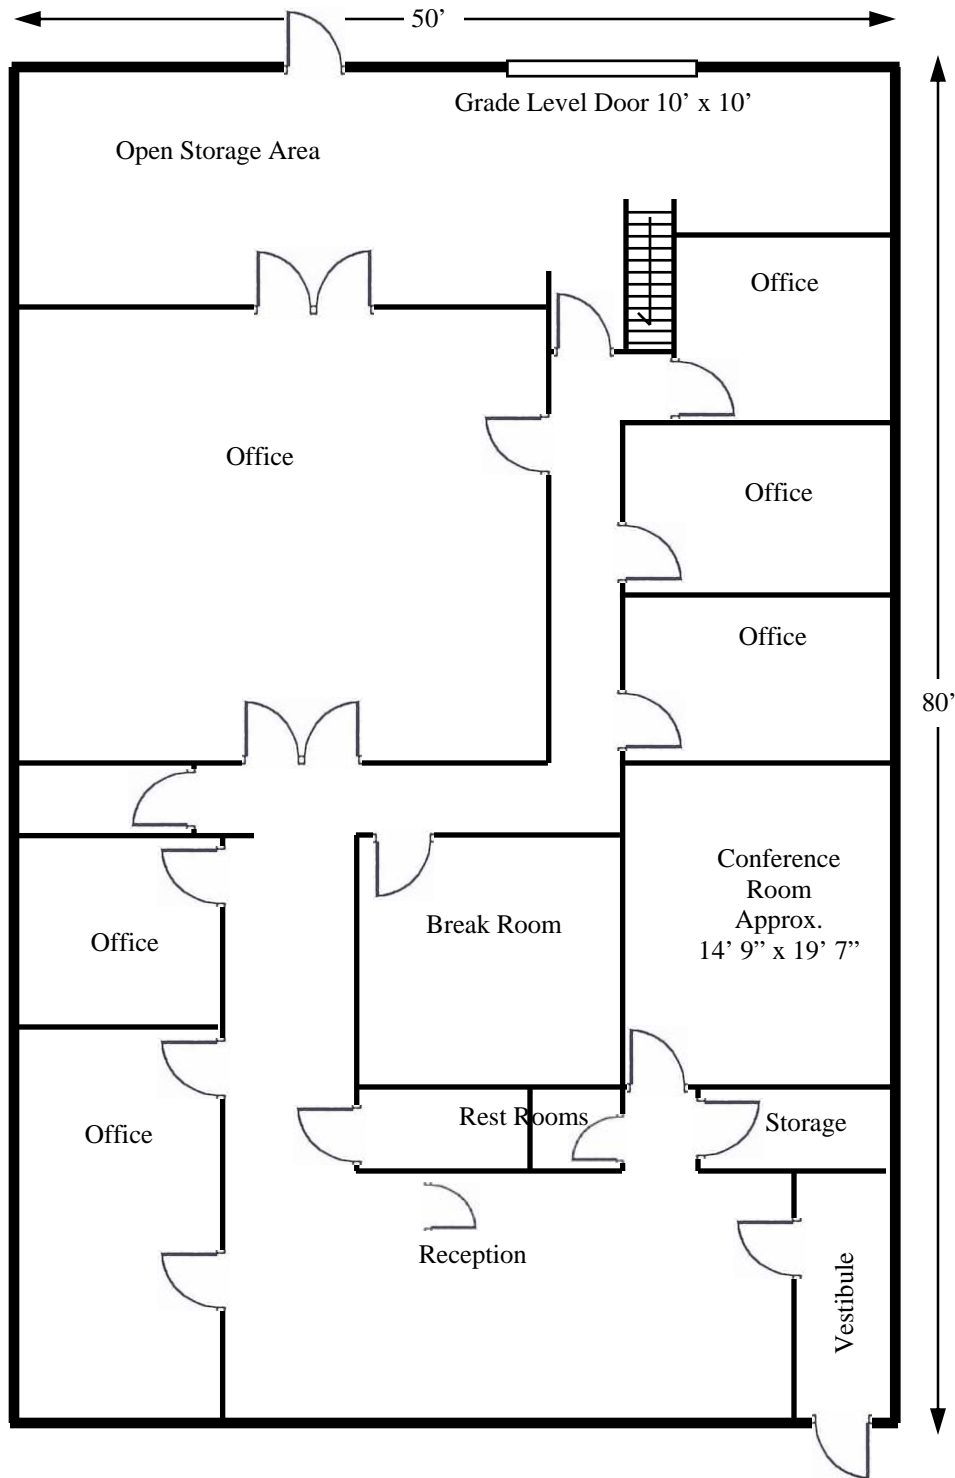 50’
Grade Level Door 10’ x 10’
Open Storage Area
Office
Office
Office
Office
80’
Conference
Room
Approx.
14’ 9” x 19’ 7”
Break Room
Office
Rest Rooms
Storage
Office
Reception
Vestibule